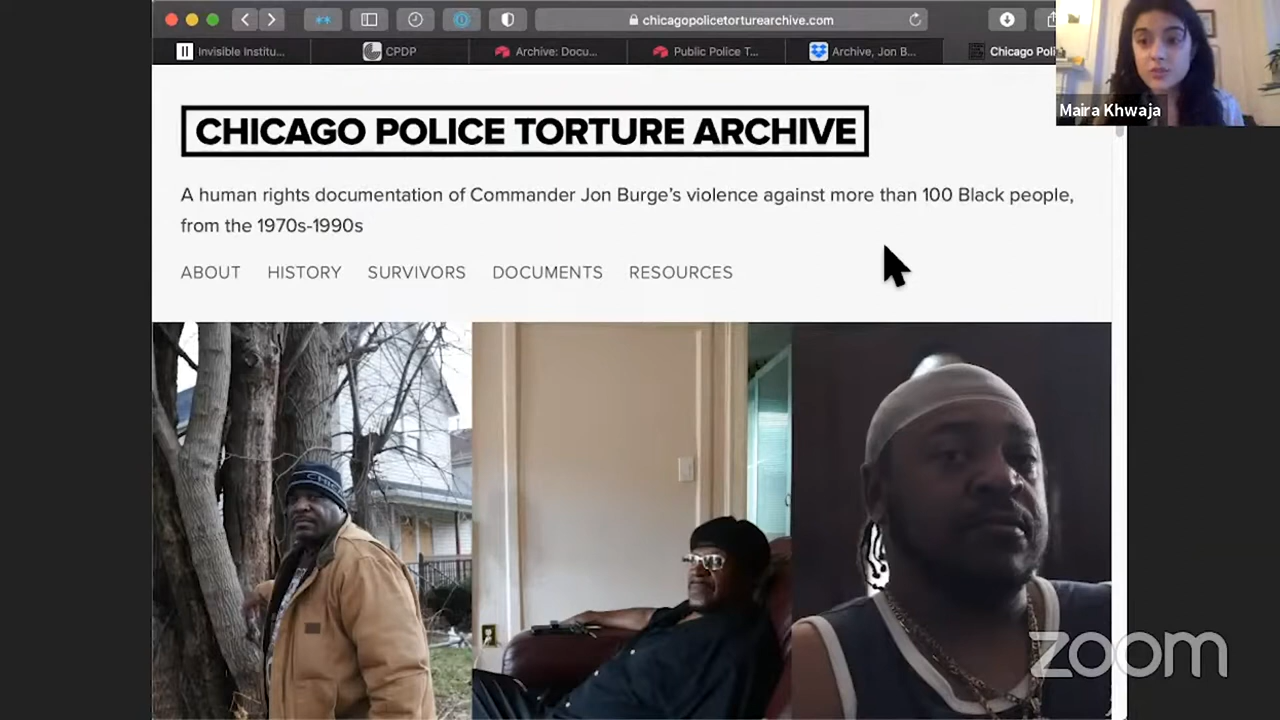 chicagopolicetorturearchive.com
Invisible Institu...
CPDP
Archive: Docu...
Public Police T...
Archive, Jon B...
Chicago Poli
Maira Khwaja
CHICAGO POLICE TORTURE ARCHIVE
A human rights documentation of Commander Jon Burge's violence against more than 100 Black people,
from the 1970s-1990s
ABOUT HISTORY SURVIVORS DOCUMENTS RESOURCES
CHIC
zoom